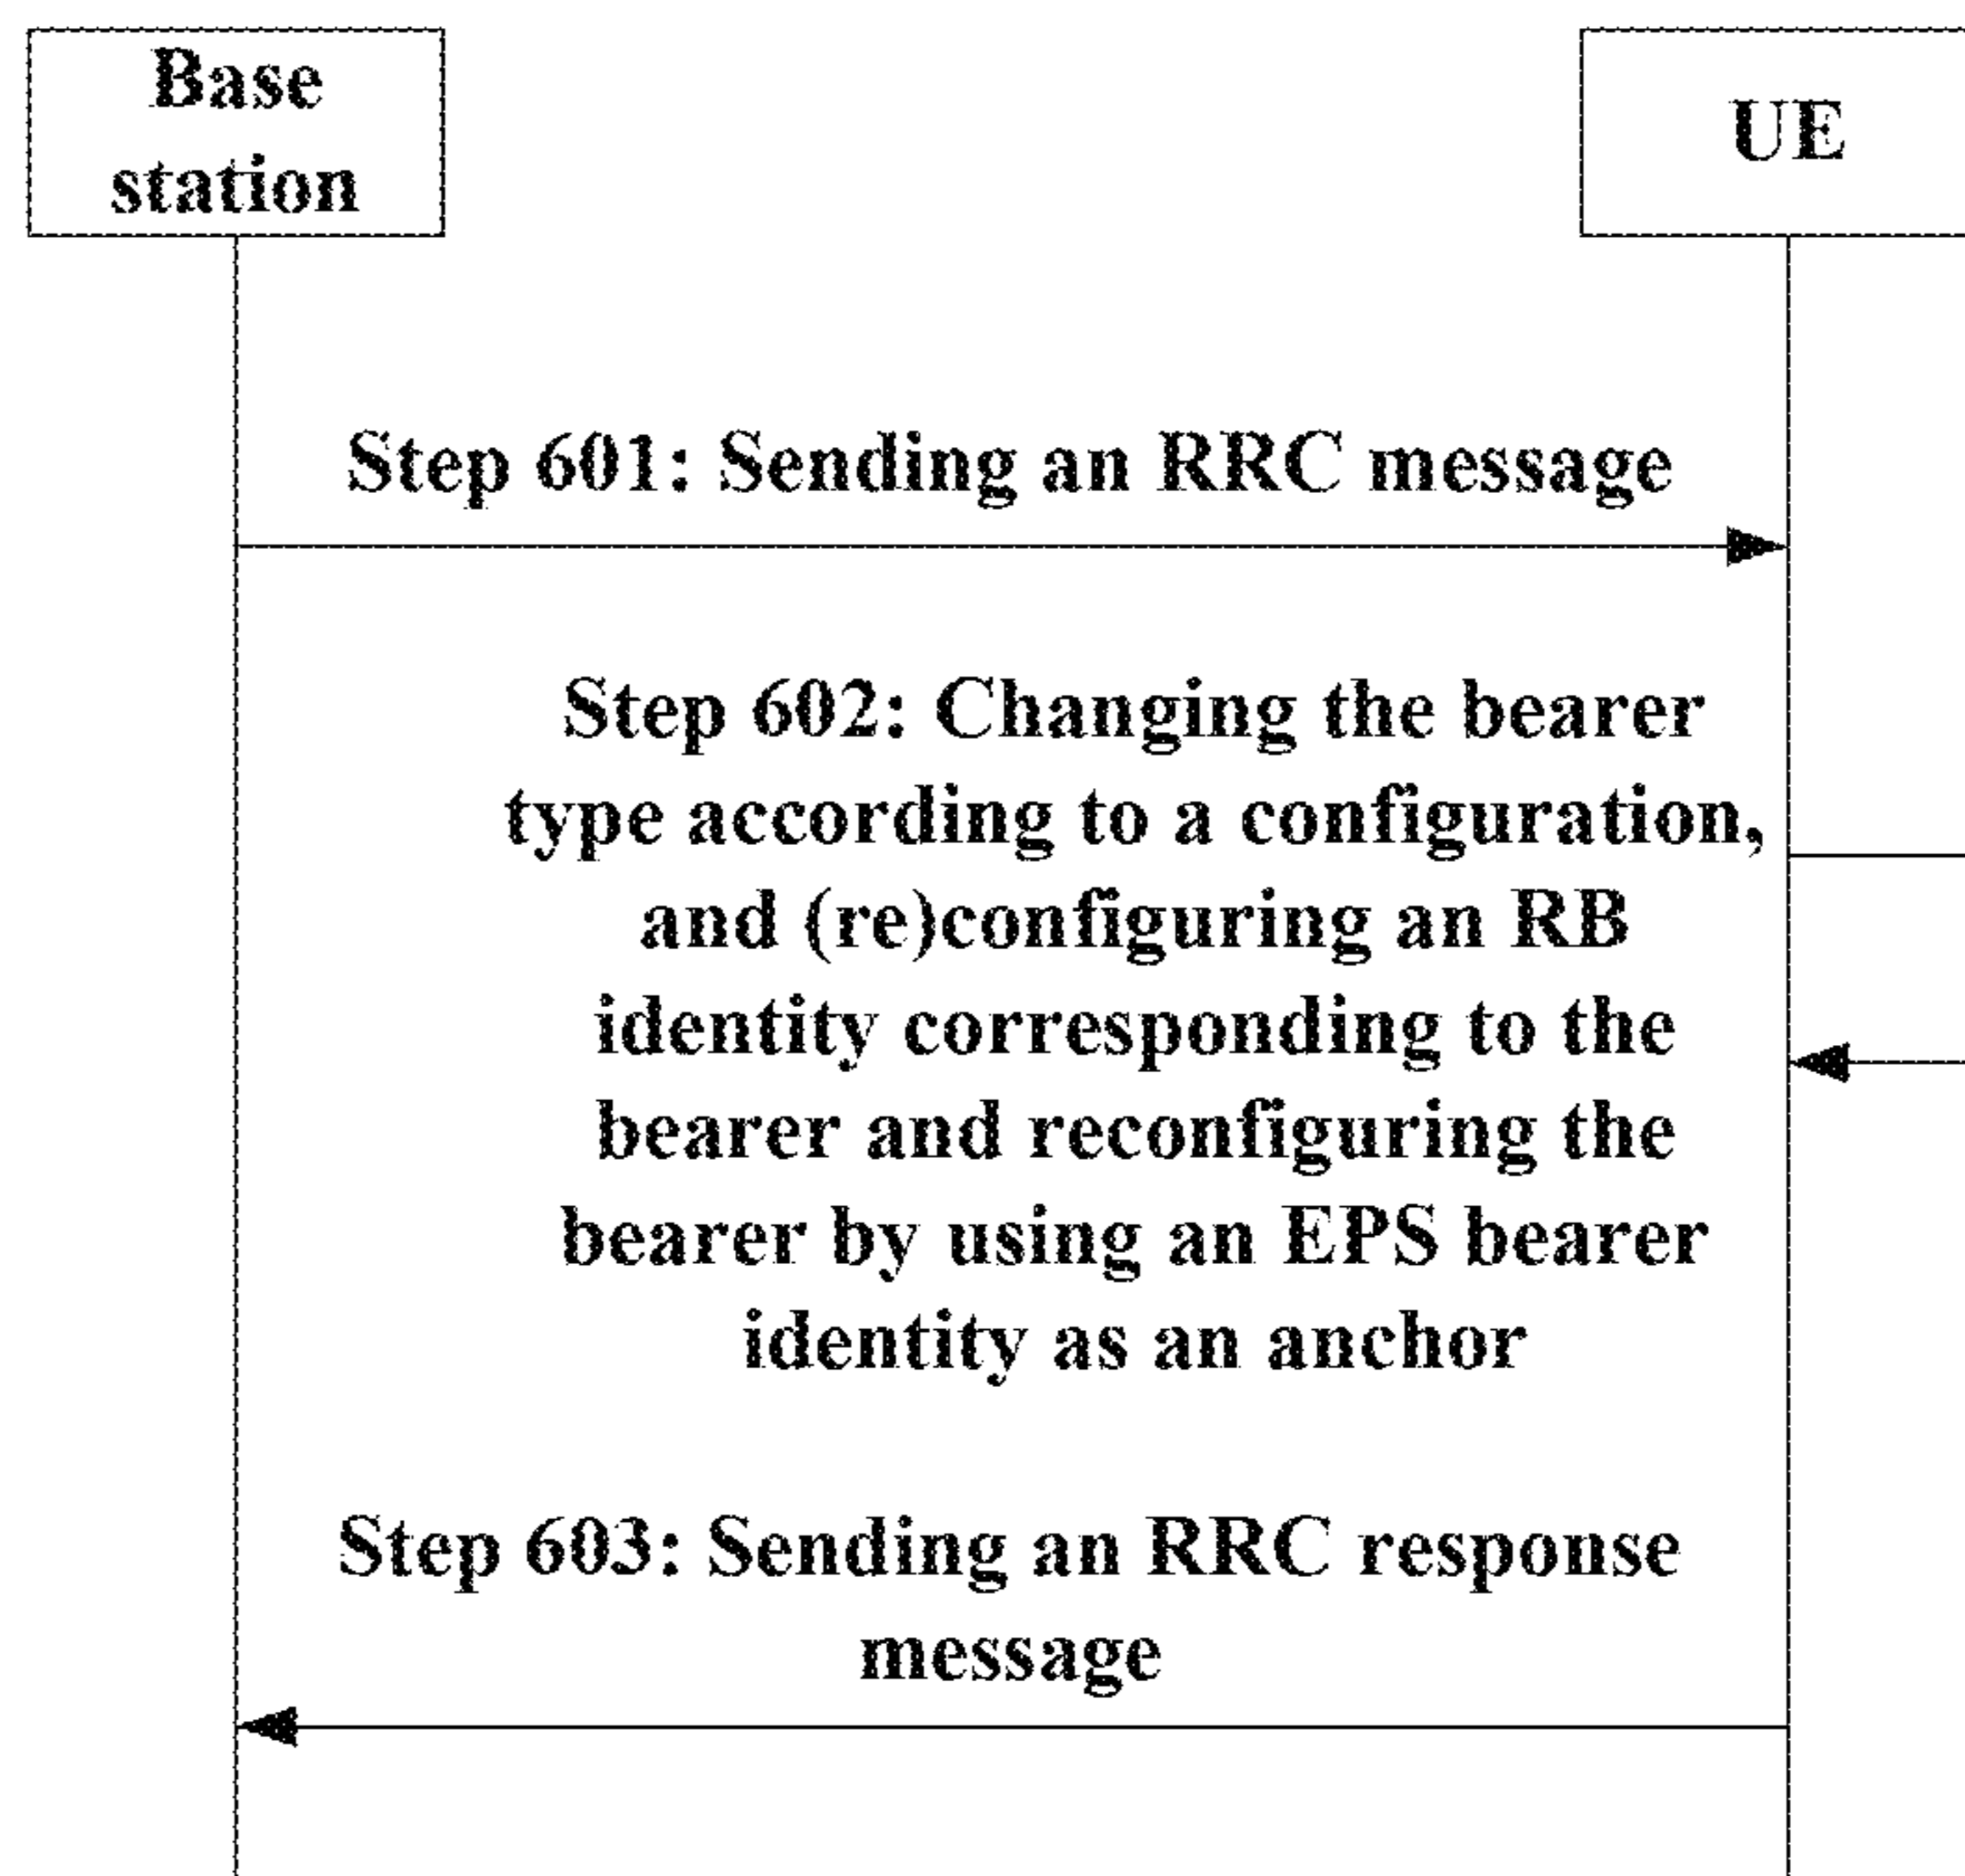 Base
station
UE
Step 601: Sending an RRC message
Step 602: Changing the bearer
type according to a configuration,
and (re)configuring an RB
identity corresponding to the
bearer and reconfiguring the
bearer by using an EPS bearer
identity as an anchor
Step 603: Sending an RRC response
message